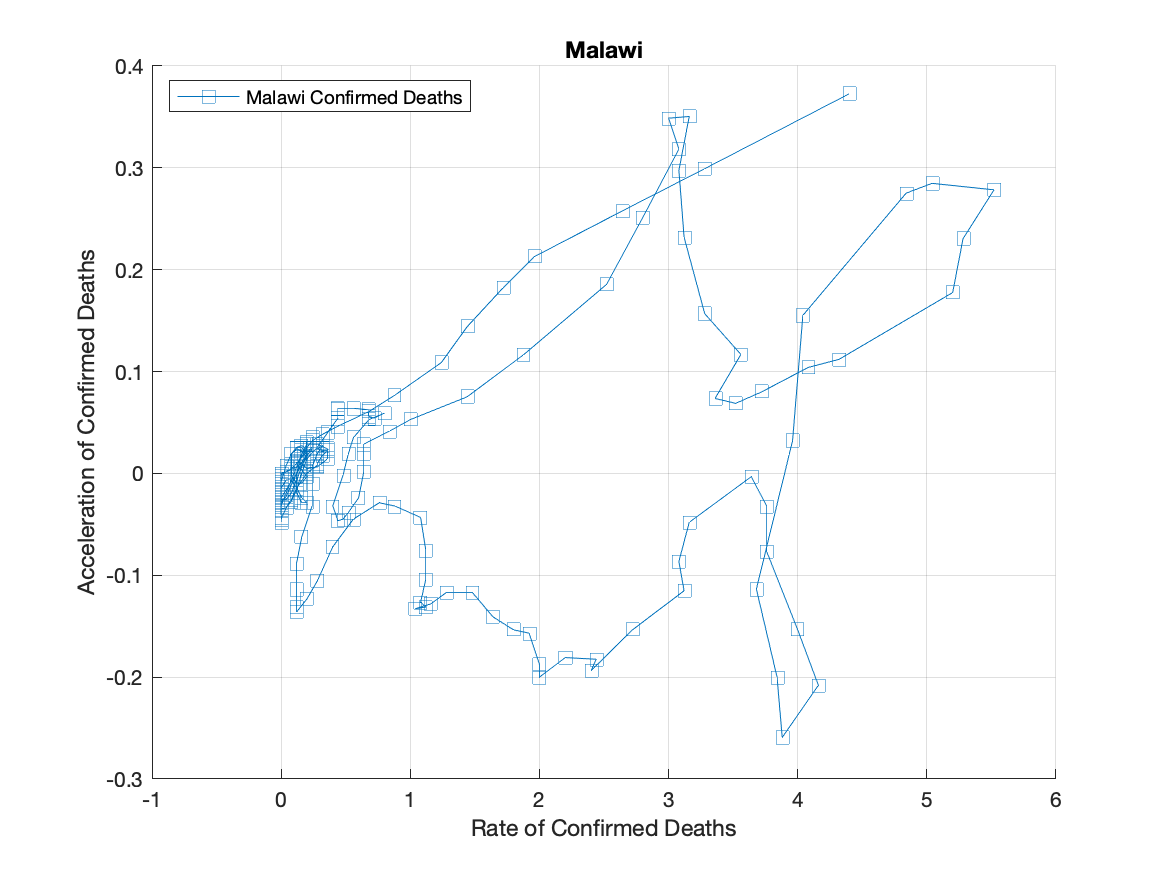 Malawi
Malawi Confirmed Deaths
0.4
0.3
0.2
0.1
0
-0.1
-0.2
-0.3
Acceleration of Confirmed Deaths
-1 0 1 2 3 4 5 6
Rate of Confirmed Deaths